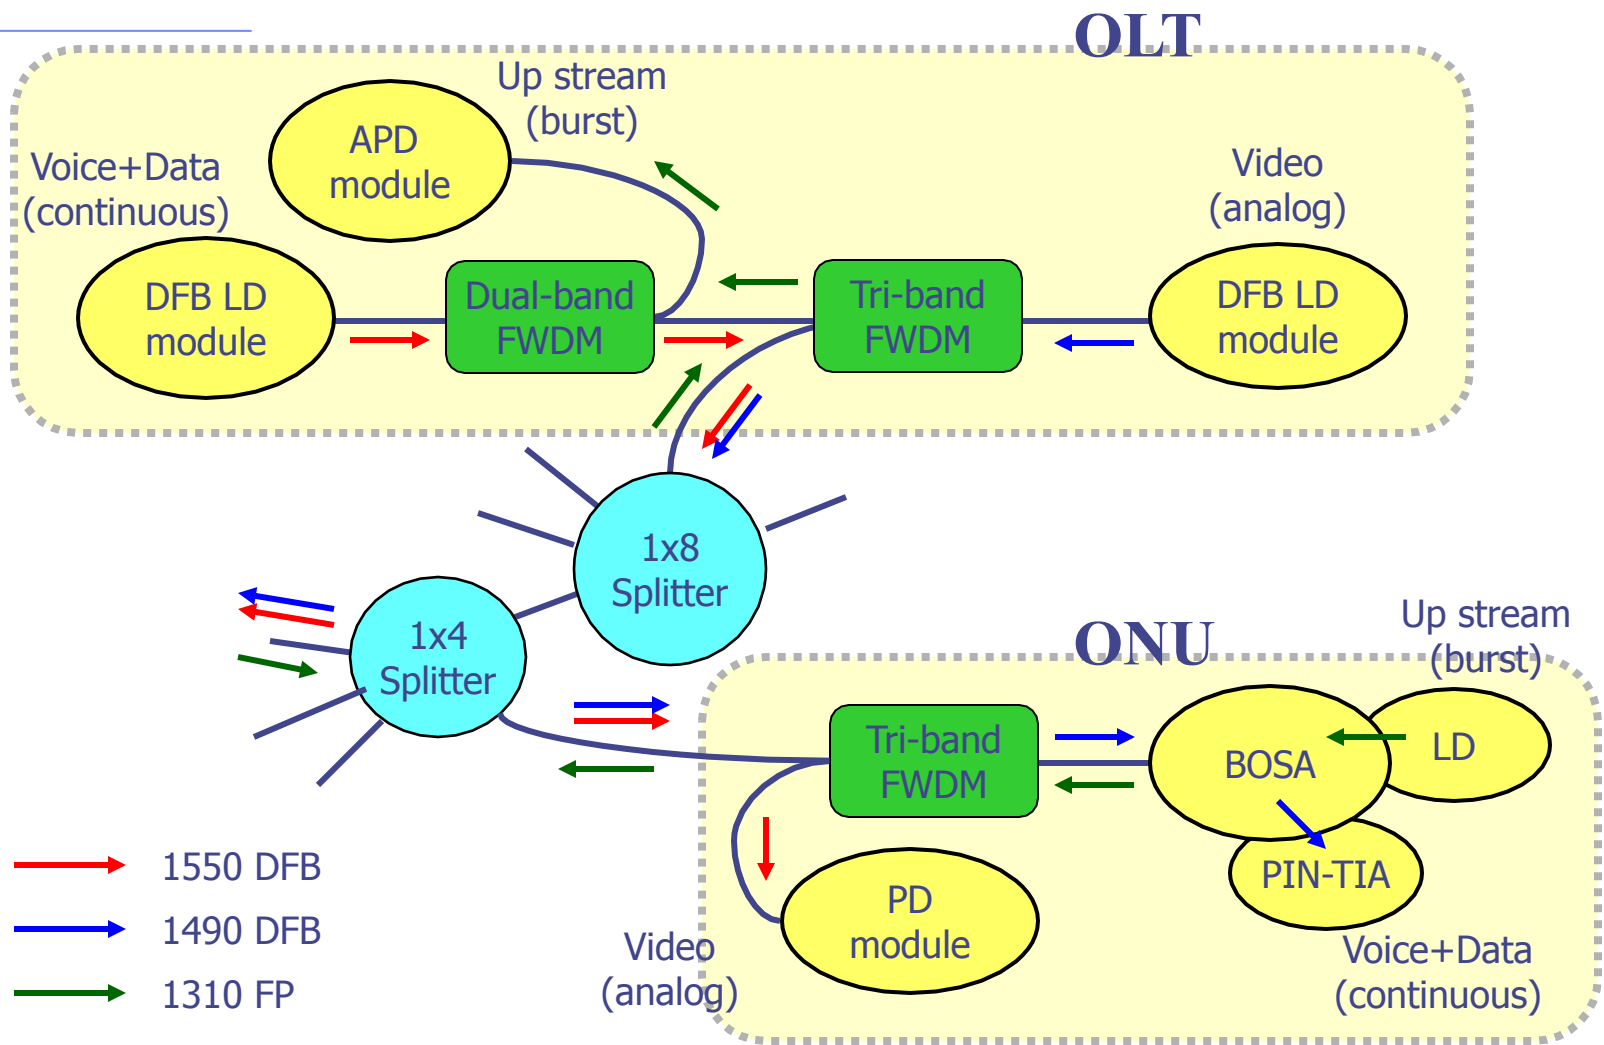 OLT
Up stream
(burst)
APD
module
Voice+Data
(continuous)
Video
(analog)
DFB LD
module
Dual-band
FWDM
Tri-band
FWDM
DFB LD
module
1x8
Splitter
1x4
Splitter
ONU
Up stream
(burst)
Tri-band
FWDM
BOSA
LD
PIN-TIA
PD
module
Video
(analog)
Voice+Data
(continuous)
1550 DFB
1490 DFB
1310 FP